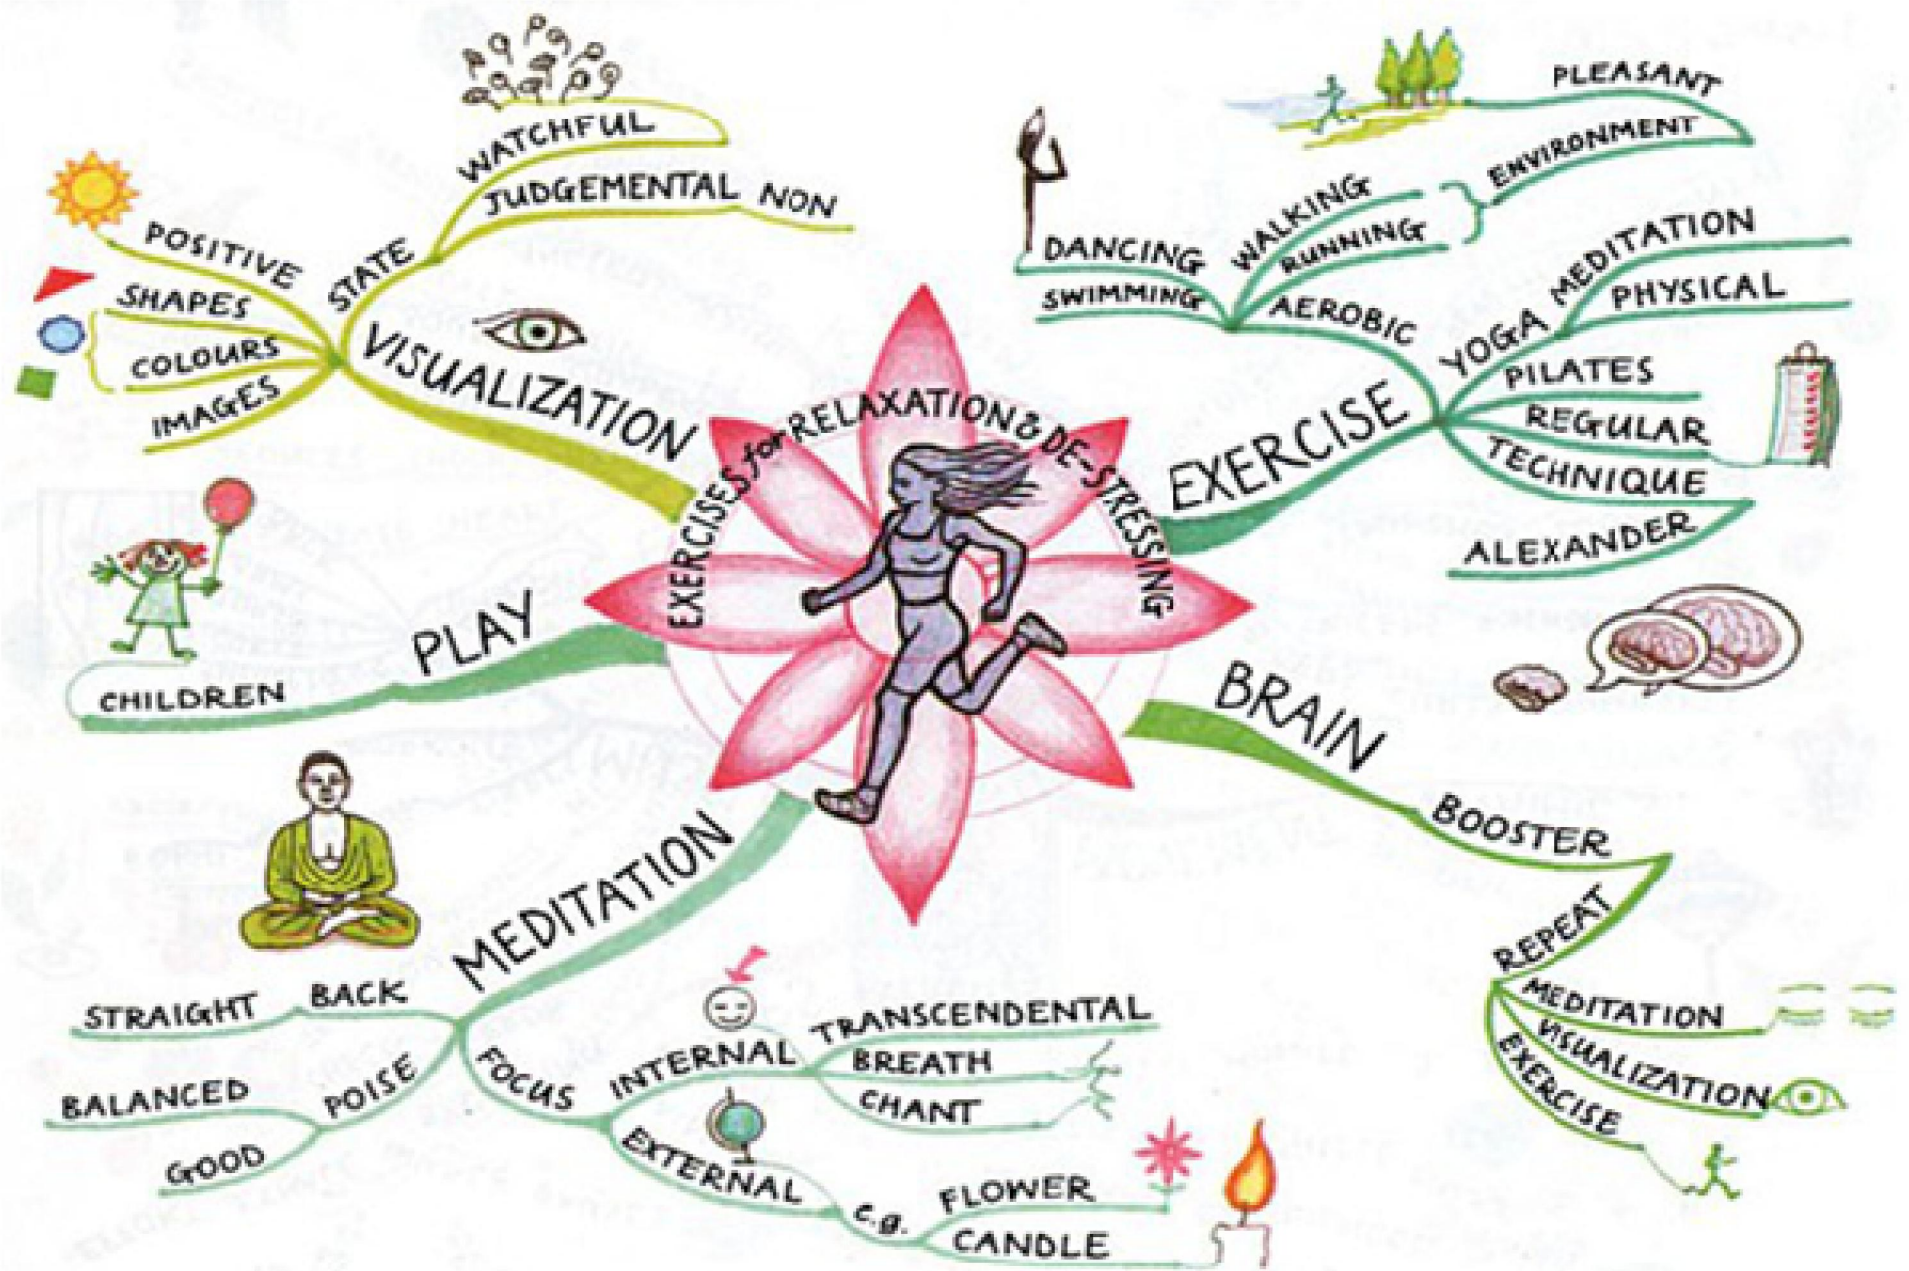 EXERCISES for RELAXATION & DE-STRESSING
EXERCISE
AEROBIC
DANCING
SWIMMING
WALKING
RUNNING
ENVIRONMENT
PLEASANT
YOGA
MEDITATION
PHYSICAL
PILATES
REGULAR
TECHNIQUE
ALEXANDER
BRAIN
BOOSTER
REPEAT
MEDITATION
VISUALIZATION
EXERCISE
MEDITATION
BACK
STRAIGHT
POISE
BALANCED
GOOD
FOCUS
INTERNAL
TRANSCENDENTAL
BREATH
CHANT
EXTERNAL
e.g.
FLOWER
CANDLE
PLAY
CHILDREN
VISUALIZATION
STATE
WATCHFUL
JUDGEMENTAL NON
POSITIVE
SHAPES
COLOURS
IMAGES